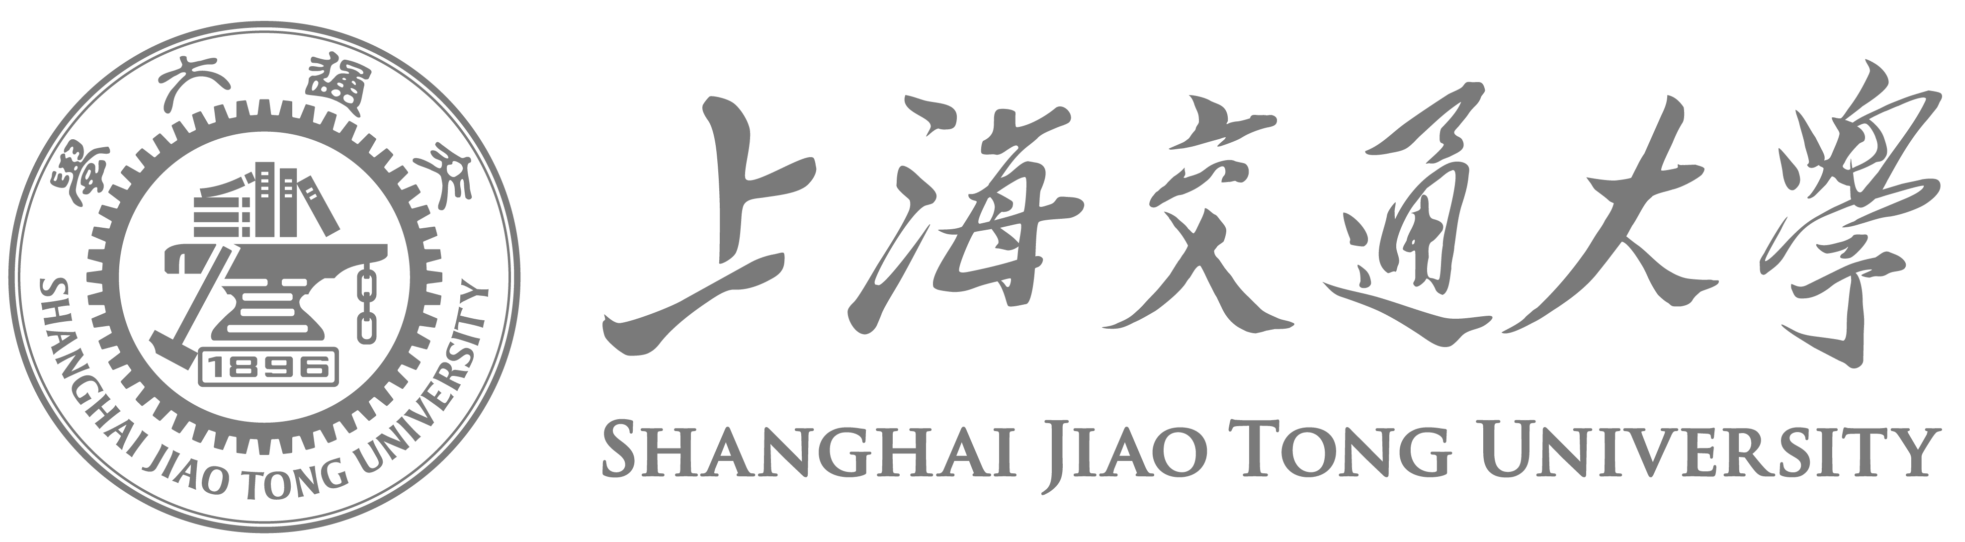 學大通交
SHANGHAI JIAO TONG UNIVERSITY
1896
上海交通大學
SHANGHAI JIAO TONG UNIVERSITY